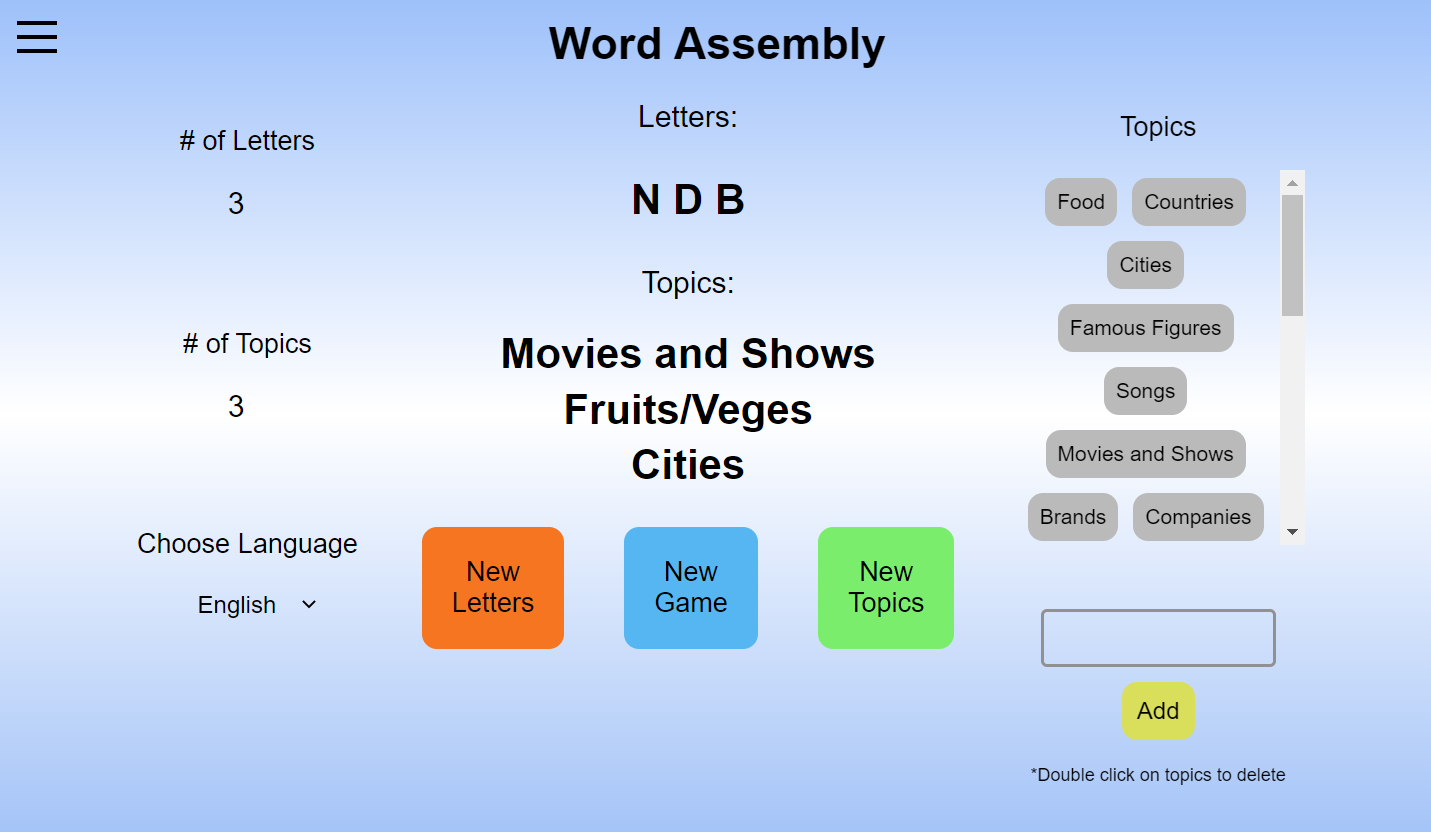 Word Assembly
# of Letters
3
# of Topics
3
Choose Language
English
Letters:
N D B
Topics:
Movies and Shows
Fruits/Veges
Cities
New
Letters
New
Game
New
Topics
Topics
Food Countries
Cities
Famous Figures
Songs
Movies and Shows
Brands Companies
Add
*Double click on topics to delete